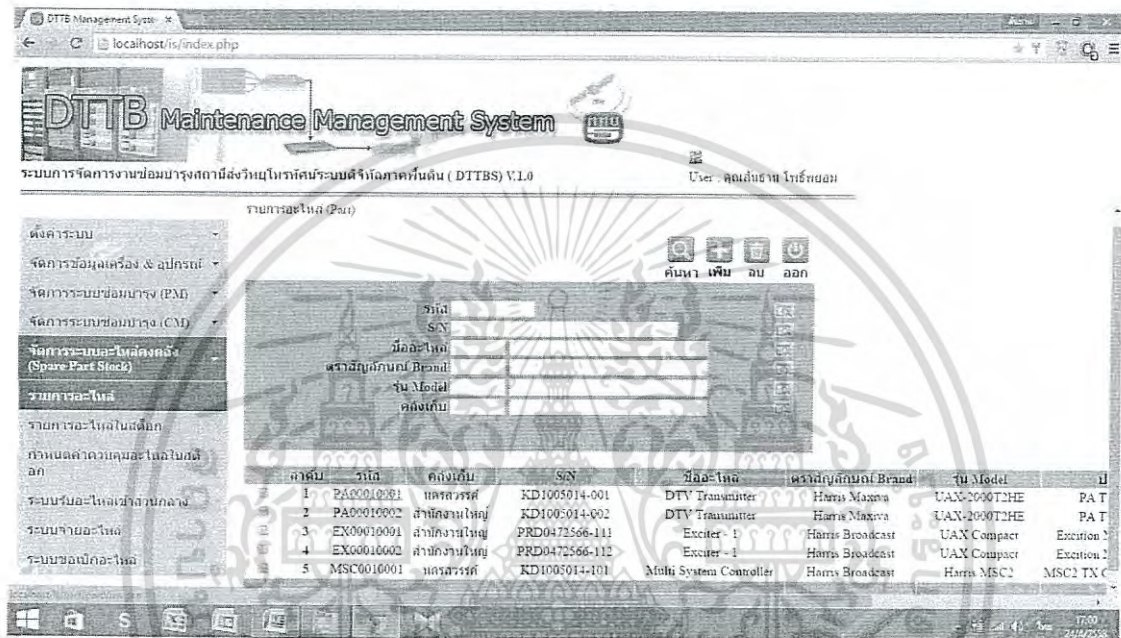 DTTB Management Syste
localhost/is/index.php
DTTB Maintenance Management System
ระบบการจัดการงานซ่อมบำรุงสถานีส่งวิทยุโทรทัศน์ระบบดิจิทัลภาคพื้นดิน ( DTTBS) V.1.0
User :
รายการอะไหล่ (Part)
ตั้งค่าระบบ
จัดการข้อมูลเครื่อง & อุปกรณ์
จัดการระบบซ่อมบำรุง (PM)
จัดการระบบซ่อมบำรุง (CM)
จัดการระบบอะไหล่คงคลัง
(Spare Part Stock)
รายการอะไหล่
รายการอะไหล่ในสต็อก
กำหนดค่าควบคุมอะไหล่ในสต็
อก
ระบบรับอะไหล่เข้าส่วนกลาง
ระบบจ่ายอะไหล่
ระบบขอเบิกอะไหล่
ค้นหา เพิ่ม ลบ ออก
รหัส
S/N
ชื่ออะไหล่
ตราสัญลักษณ์ Brand
รุ่น Model
คลังเก็บ
ลำดับ รหัส คลังเก็บ S/N ชื่ออะไหล่ ตราสัญลักษณ์ Brand รุ่น Model ป
1 PA00010001 นครสวรรค์ KD1005014-001 DTV Transmitter Harris Maxiva UAX-2000T2HE PA T
2 PA00010002 สำนักงานใหญ่ KD1005014-002 DTV Transmitter Harris Maxiva UAX-2000T2HE PA T
3 EX00010001 สำนักงานใหญ่ PRD0472566-111 Exciter - 1 Harris Broadcast UAX Compact
4 EX00010002 สำนักงานใหญ่ PRD0472566-112 Exciter - 1 Harris Broadcast UAX Compact
5 MSC0010001 นครสวรรค์ KD1005014-101 Multi System Controller Harris Broadcast Harris MSC2 MSC2 TX C
17:00
24/4/2558